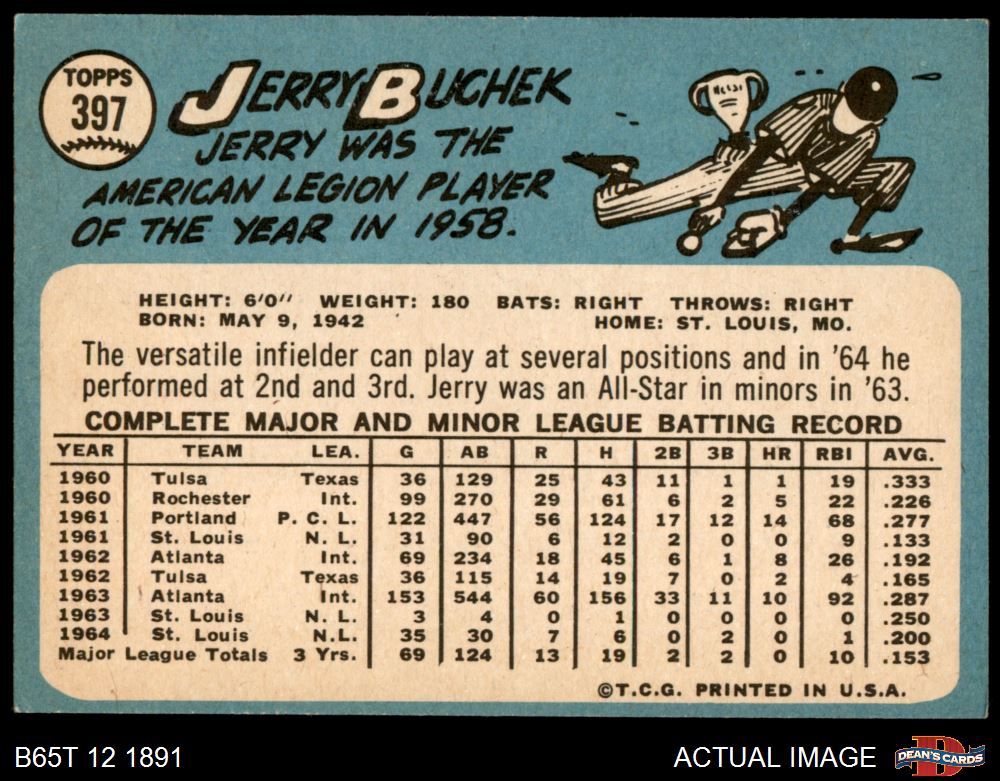 TOPPS
397
JERRY BUCHEK
JERRY WAS THE
AMERICAN LEGION PLAYER
OF THE YEAR IN 1958.
HEIGHT: 6'0" WEIGHT: 180 BATS: RIGHT THROWS: RIGHT
BORN: MAY 9, 1942 HOME: ST. LOUIS, MO.
The versatile infielder can play at several positions and in '64 he
performed at 2nd and 3rd. Jerry was an All-Star in minors in '63.
COMPLETE MAJOR AND MINOR LEAGUE BATTING RECORD
YEAR TEAM LEA. G AB R H 2B 3B HR RBI AVG.
1960 Tulsa Texas 36 129 25 43 11 1 1 19 .333
1960 Rochester Int. 99 270 29 61 6 2 5 22 .226
1961 Portland P. C. L. 122 447 56 124 17 12 14 68 .277
1961 St. Louis N. L. 31 90 6 12 2 0 0 9 .133
1962 Atlanta Int. 69 234 18 45 6 1 8 26 .192
1962 Tulsa Texas 36 115 14 19 7 0 2 4 .165
1963 Atlanta Int. 153 544 60 156 33 11 10 92 .287
1963 St. Louis N. L. 3 4 0 1 0 0 0 0 .250
1964 St. Louis N.L. 35 30 7 6 0 2 0 1 .200
Major League Totals 3 Yrs. 69 124 13 19 2 2 0 10 .153
©T.C.G. PRINTED IN U.S.A.
B65T 12 1891 ACTUAL IMAGE DEAN'S CARDS